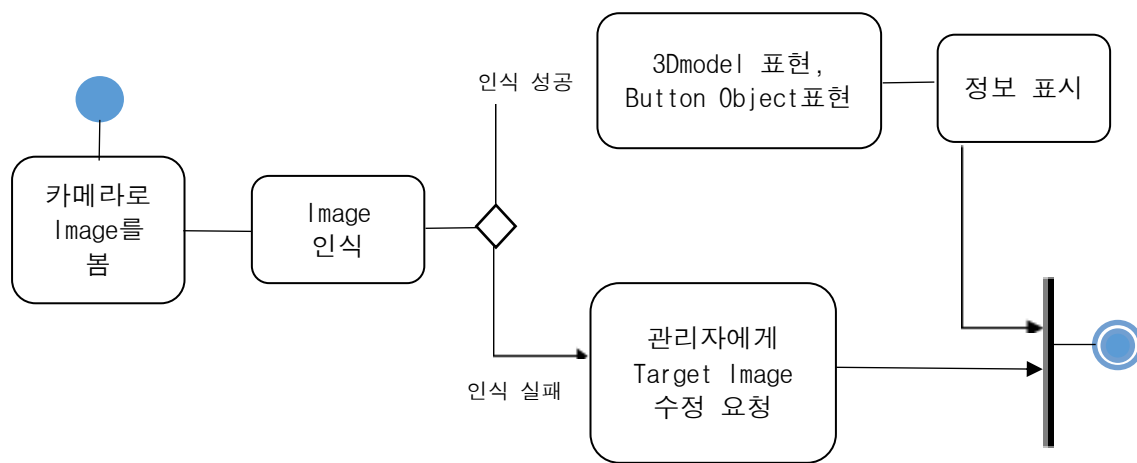 카메라로
Image를
봄
Image
인식
인식 성공
3Dmodel 표현,
Button Object표현
정보 표시
인식 실패
관리자에게
Target Image
수정 요청